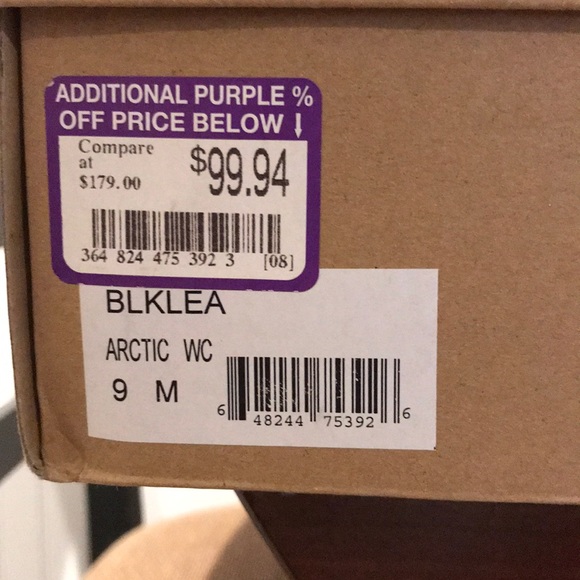 ADDITIONAL PURPLE %
OFF PRICE BELOW ↓
Compare
at
$179.00
$99.94
364 824 475 392 3 [08]
BLKLEA
ARCTIC WC
9 M
6 48244 75392 6